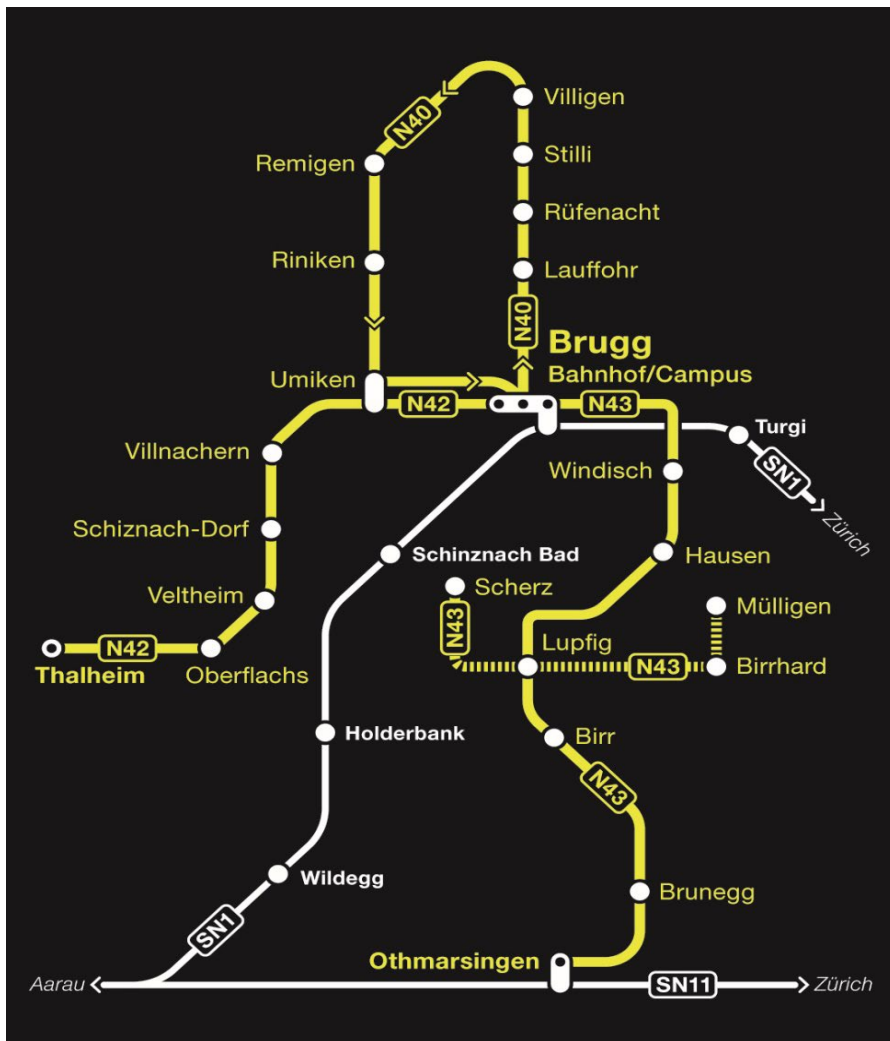 Villigen
N40
Stilli
Remigen
Rüfenacht
Riniken
Lauffohr
N40
Brugg
Bahnhof/Campus
Umiken
N42
N43
Turgi
Villnachern
Windisch
SN1
Zürich
Schiznach-Dorf
Schinznach Bad
Hausen
Scherz
Veltheim
Mülligen
N43
N42
Lupfig
N43
Thalheim
Oberflachs
Birrhard
Holderbank
Birr
N43
Wildegg
Brunegg
SN1
Othmarsingen
Aarau
SN11
Zürich